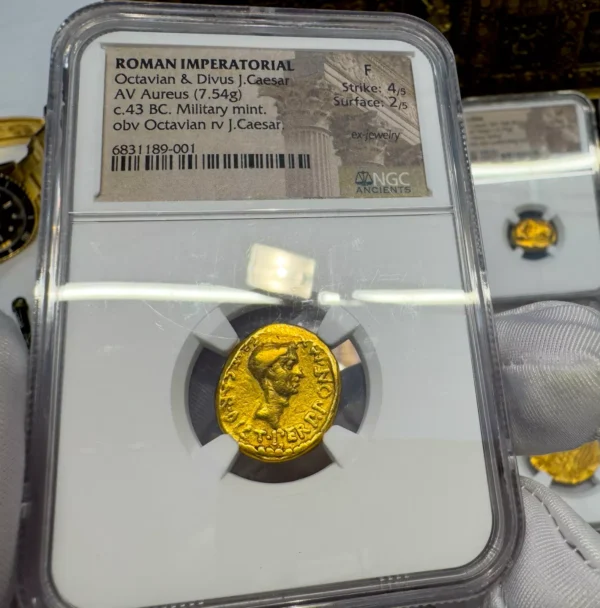 ROMAN IMPERATORIAL
Octavian & Divus J.Caesar
AV Aureus (7.54g)
c.43 BC. Military mint.
obv Octavian rv J.Caesar.
6831189-001
F
Strike: 4/5
Surface: 2/5
ex-jewelry
NGC
ANCIENTS